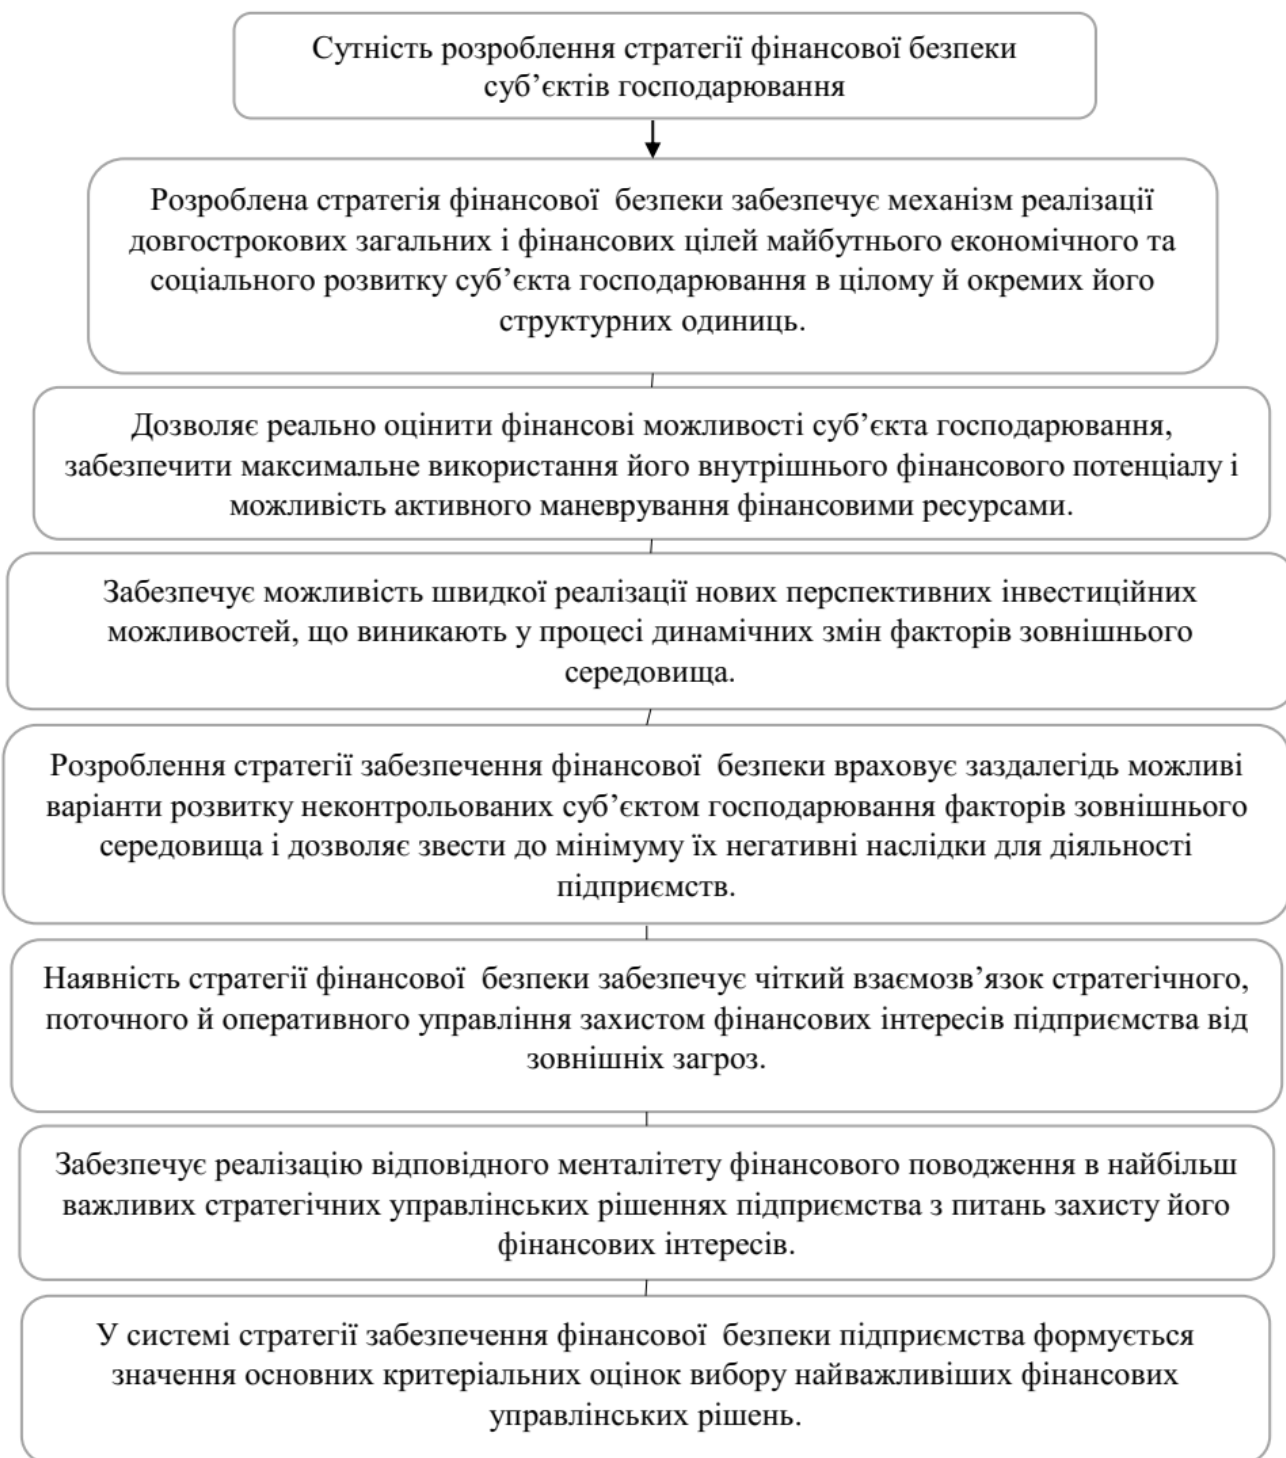 Сутність розроблення стратегії фінансової безпеки
суб’єктів господарювання
Розроблена стратегія фінансової  безпеки забезпечує механізм реалізації
довгострокових загальних і фінансових цілей майбутнього економічного та
соціального розвитку суб’єкта господарювання в цілому й окремих його
структурних одиниць.
Дозволяє реально оцінити фінансові можливості суб’єкта господарювання,
забезпечити максимальне використання його внутрішнього фінансового потенціалу і
можливість активного маневрування фінансовими ресурсами.
Забезпечує можливість швидкої реалізації нових перспективних інвестиційних
можливостей, що виникають у процесі динамічних змін факторів зовнішнього
середовища.
Розроблення стратегії забезпечення фінансової  безпеки враховує заздалегідь можливі
варіанти розвитку неконтрольованих суб’єктом господарювання факторів зовнішнього
середовища і дозволяє звести до мінімуму їх негативні наслідки для діяльності
підприємств.
Наявність стратегії фінансової  безпеки забезпечує чіткий взаємозв’язок стратегічного,
поточного й оперативного управління захистом фінансових інтересів підприємства від
зовнішніх загроз.
Забезпечує реалізацію відповідного менталітету фінансового поводження в найбільш
важливих стратегічних управлінських рішеннях підприємства з питань захисту його
фінансових інтересів.
У системі стратегії забезпечення фінансової  безпеки підприємства формується
значення основних критеріальних оцінок вибору найважливіших фінансових
управлінських рішень.